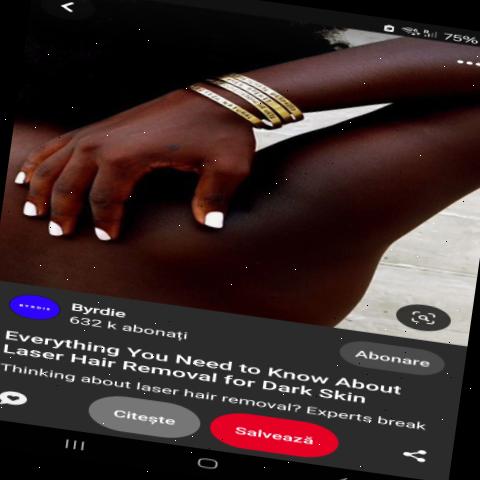 75%
BYRDIE
Byrdie
632 k abonați
Abonare
Everything You Need to Know About
Laser Hair Removal for Dark Skin
Thinking about laser hair removal? Experts break
Citește
Salvează